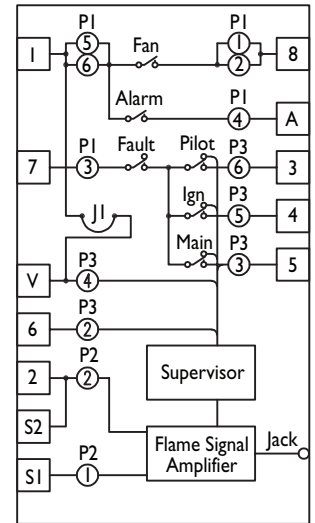 P1 P1
1 5 Fan 1 8
6 2
Alarm P1
4 A
P1 Fault Pilot P3
7 3 6 3
Ign P3
5 4
J1 Main P3
3 5
P3
V 4
P3
6 2
P2 Supervisor
2 2
S2 Flame Signal Jack
P2 Amplifier
S1 1